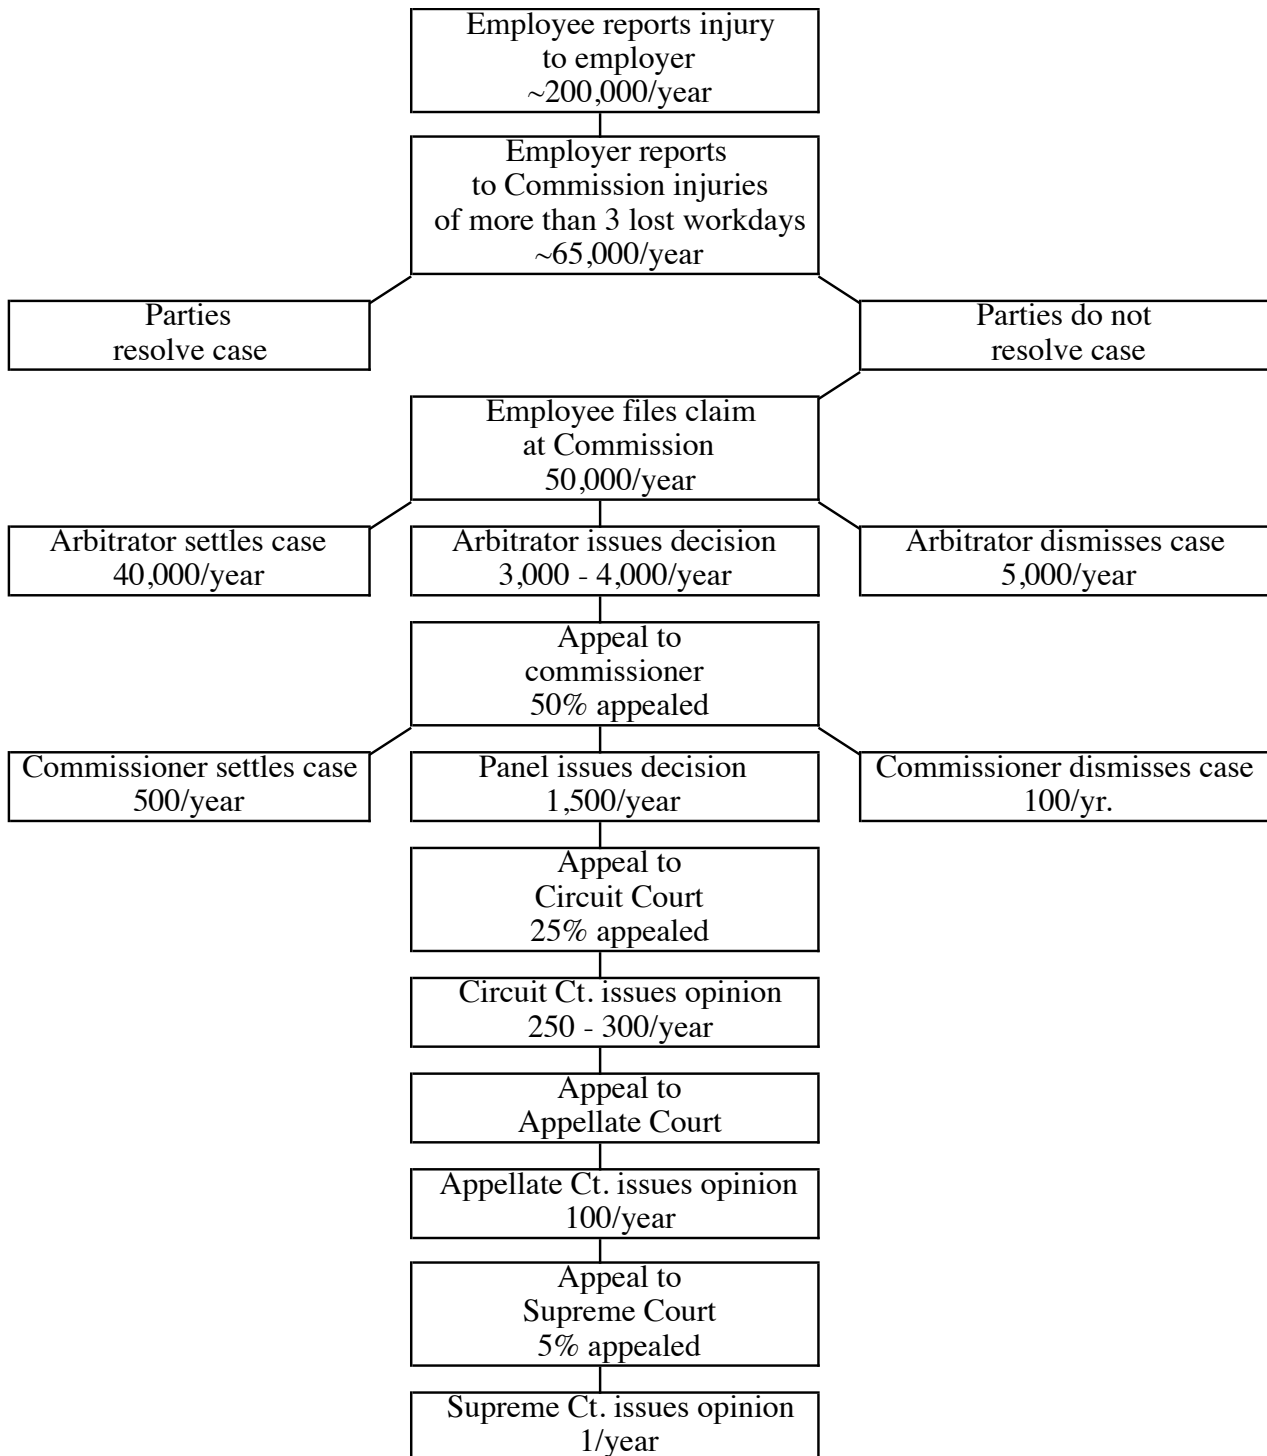 Employee reports injury
to employer
~200,000/year
Employer reports
to Commission injuries
of more than 3 lost workdays
~65,000/year
Parties
resolve case
Parties do not
resolve case
Employee files claim
at Commission
50,000/year
Arbitrator settles case
40,000/year
Arbitrator issues decision
3,000 - 4,000/year
Arbitrator dismisses case
5,000/year
Appeal to
commissioner
50% appealed
Commissioner settles case
500/year
Panel issues decision
1,500/year
Commissioner dismisses case
100/yr.
Appeal to
Circuit Court
25% appealed
Circuit Ct. issues opinion
250 - 300/year
Appeal to
Appellate Court
Appellate Ct. issues opinion
100/year
Appeal to
Supreme Court
5% appealed
Supreme Ct. issues opinion
1/year